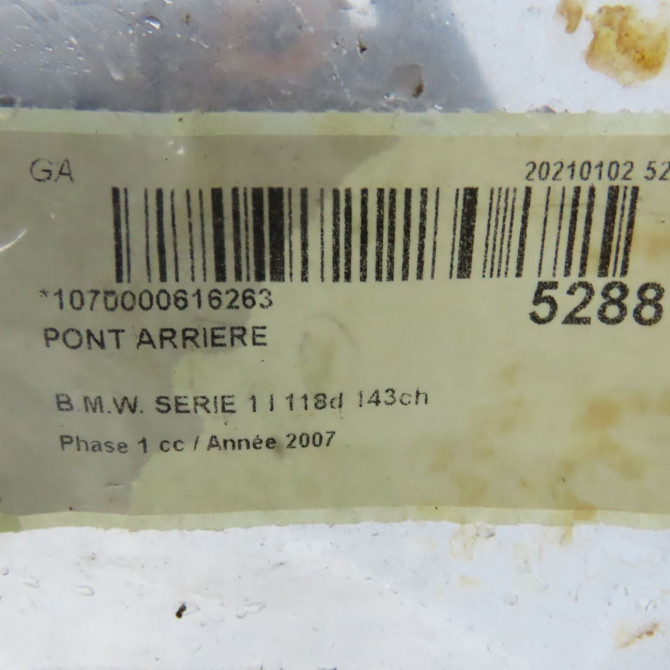 GA
20210102 52
*1070000616263
5288
PONT ARRIERE
B.M.W. SERIE 1 I 118d 143ch
Phase 1 cc / Année 2007